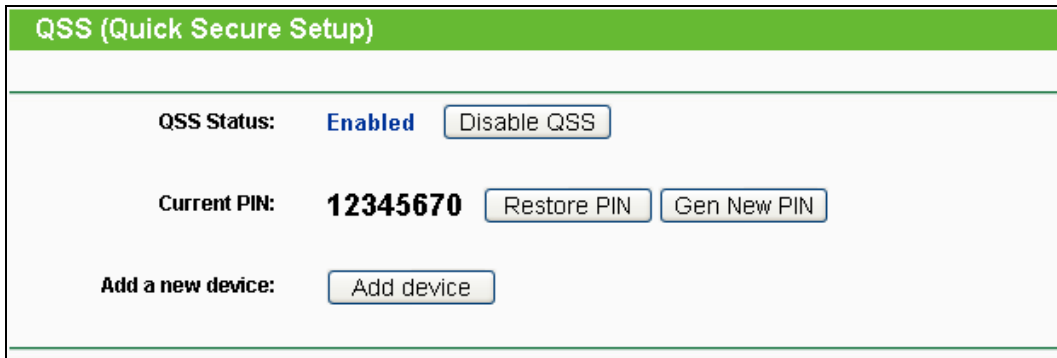 QSS (Quick Secure Setup)
QSS Status: Enabled Disable QSS
Current PIN: 12345670 Restore PIN Gen New PIN
Add a new device: Add device